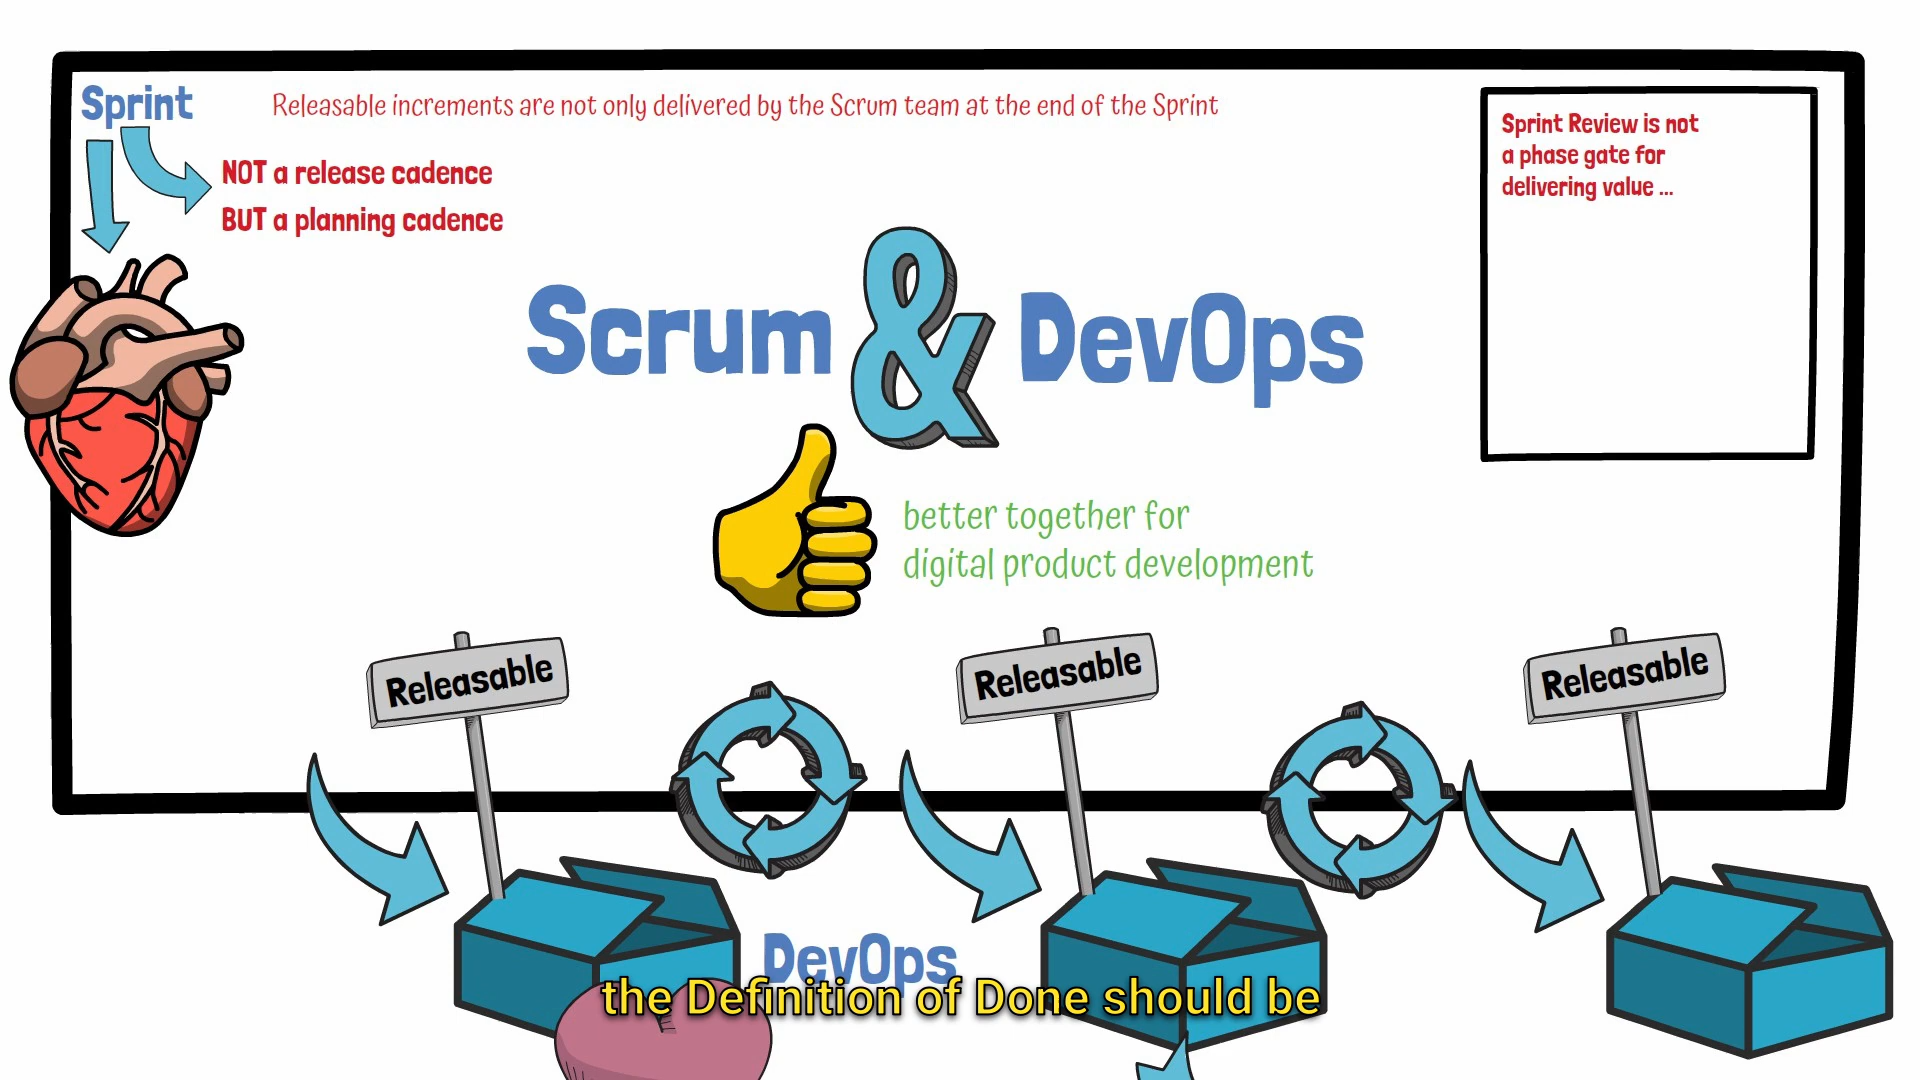 Sprint
Releasable increments are not only delivered by the Scrum team at the end of the Sprint
NOT a release cadence
BUT a planning cadence
Sprint Review is not
a phase gate for
delivering value ...
Scrum & DevOps
better together for
digital product development
Releasable
Releasable
Releasable
DevOps
the Definition of Done should be